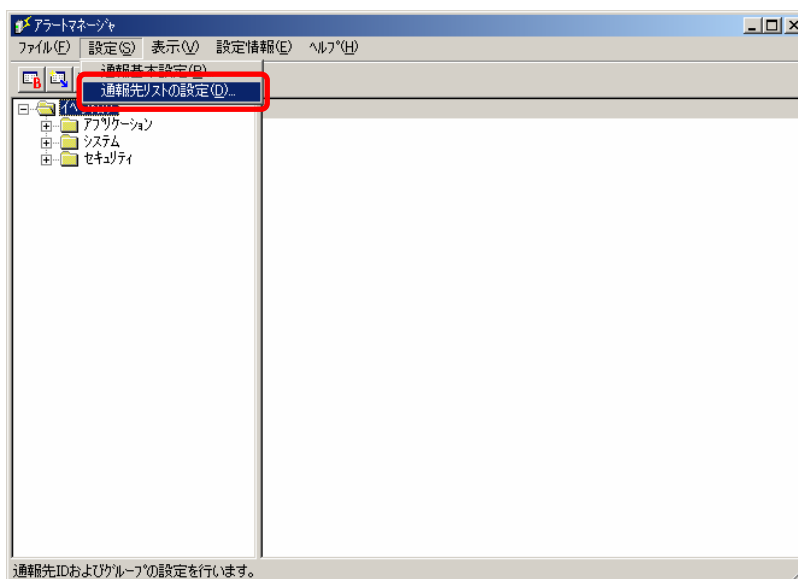 アラートマネージャ
ファイル(F) 設定(S) 表示(V) 設定情報(E) ヘルプ(H)
通報基本設定(B)
通報先リストの設定(D)...
アプリケーション
システム
セキュリティ
通報先IDおよびグループの設定を行います。